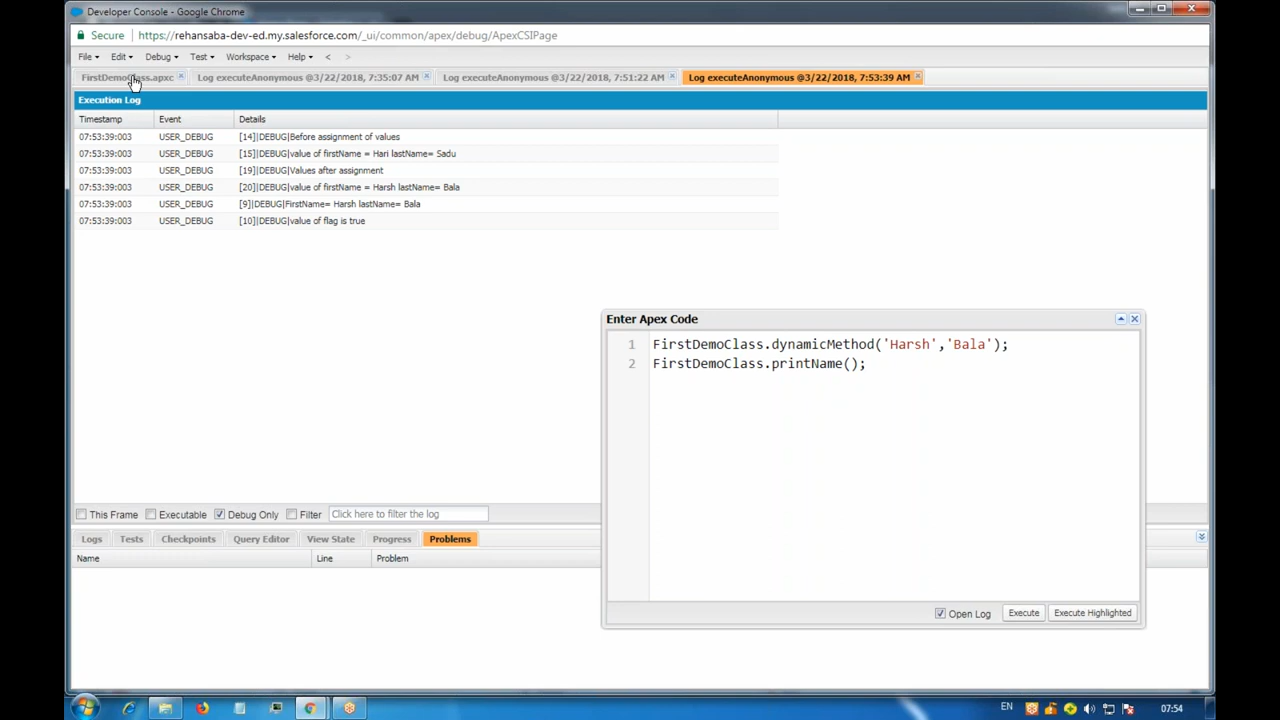 Developer Console - Google Chrome
Secure https://rehansaba-dev-ed.my.salesforce.com/_ui/common/apex/debug/ApexCSIPage
File Edit Debug Test Workspace Help < >
FirstDemoClass.apxc Log executeAnonymous @3/22/2018, 7:35:07 AM Log executeAnonymous @3/22/2018, 7:51:22 AM Log executeAnonymous @3/22/2018, 7:53:39 AM
Execution Log
Timestamp Event Details
07:53:39:003 USER_DEBUG [14]|DEBUG|Before assignment of values
07:53:39:003 USER_DEBUG [15]|DEBUG|value of firstName = Hari lastName= Sadu
07:53:39:003 USER_DEBUG [19]|DEBUG|Values after assignment
07:53:39:003 USER_DEBUG [20]|DEBUG|value of firstName = Harsh lastName= Bala
07:53:39:003 USER_DEBUG [9]|DEBUG|FirstName= Harsh lastName= Bala
07:53:39:003 USER_DEBUG [10]|DEBUG|value of flag is true
Enter Apex Code
1 FirstDemoClass.dynamicMethod('Harsh','Bala');
2 FirstDemoClass.printName();
This Frame Executable Debug Only Filter Click here to filter the log
Logs Tests Checkpoints Query Editor View State Progress Problems
Name Line Problem
Open Log Execute Execute Highlighted
EN 07:54